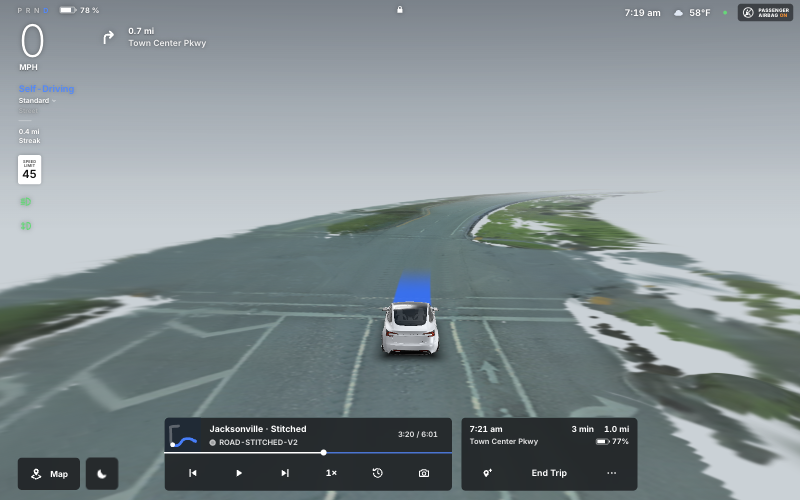 P R N D
78 %
7:19 am
58°F
PASSENGER
AIRBAG ON
0
MPH
0.7 mi
Town Center Pkwy
Self-Driving
Standard
0.4 mi
Streak
SPEED
LIMIT
45
Jacksonville · Stitched
ROAD-STITCHED-V2
3:20 / 6:01
1×
7:21 am
3 min
1.0 mi
Town Center Pkwy
77%
End Trip
Map